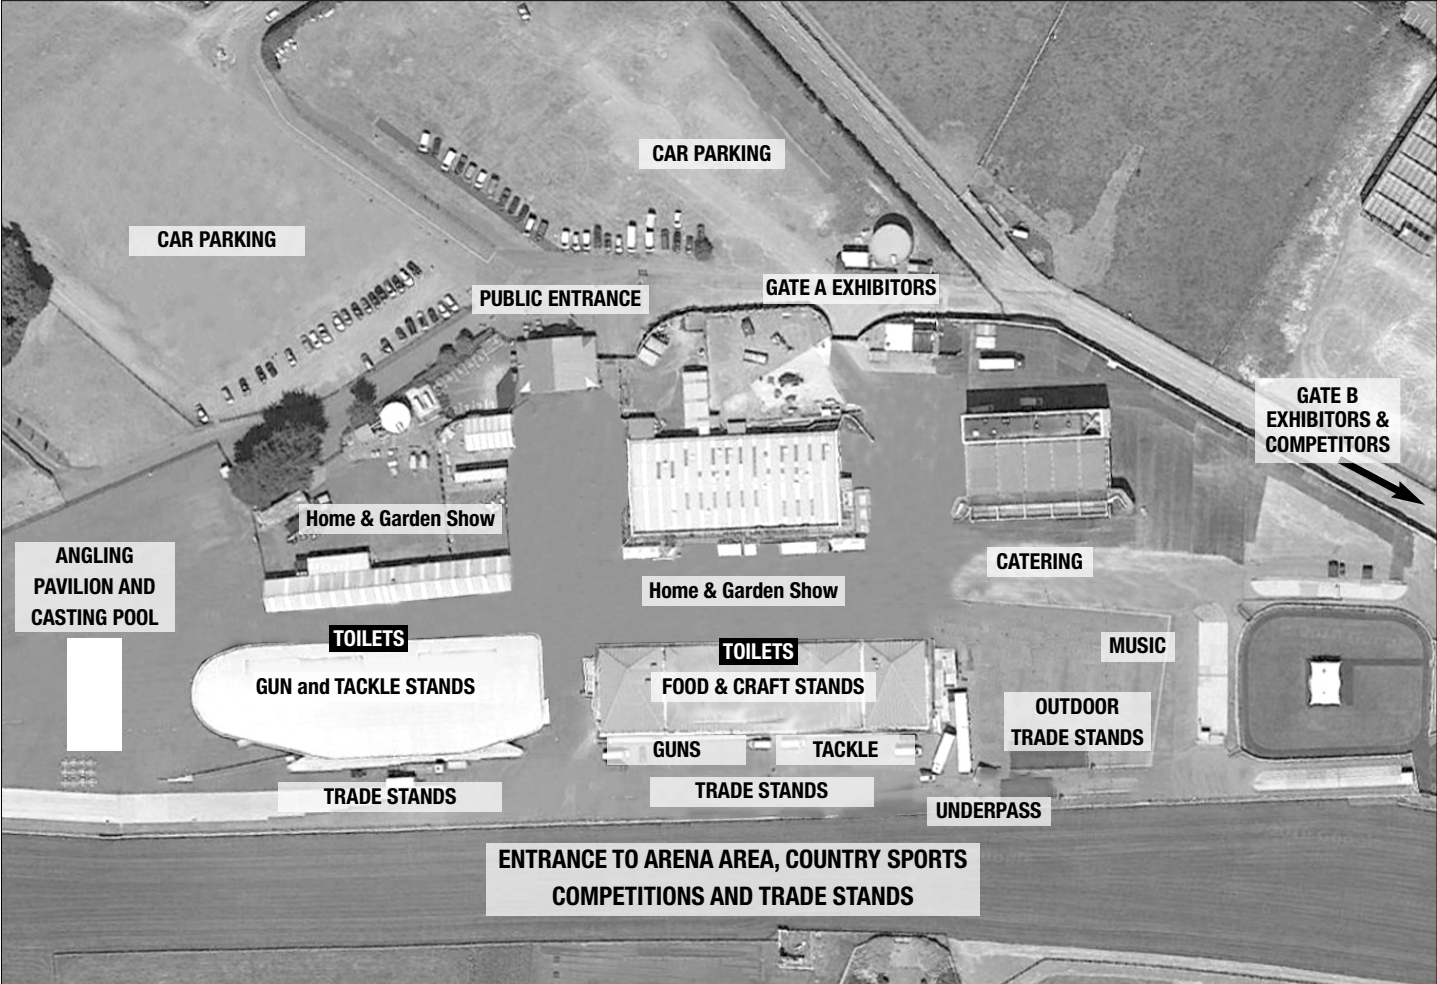 CAR PARKING
CAR PARKING
PUBLIC ENTRANCE
GATE A EXHIBITORS
GATE B
EXHIBITORS &
COMPETITORS
Home & Garden Show
ANGLING
PAVILION AND
CASTING POOL
CATERING
Home & Garden Show
TOILETS
GUN and TACKLE STANDS
TOILETS
FOOD & CRAFT STANDS
MUSIC
OUTDOOR
TRADE STANDS
GUNS
TACKLE
TRADE STANDS
TRADE STANDS
UNDERPASS
ENTRANCE TO ARENA AREA, COUNTRY SPORTS
COMPETITIONS AND TRADE STANDS